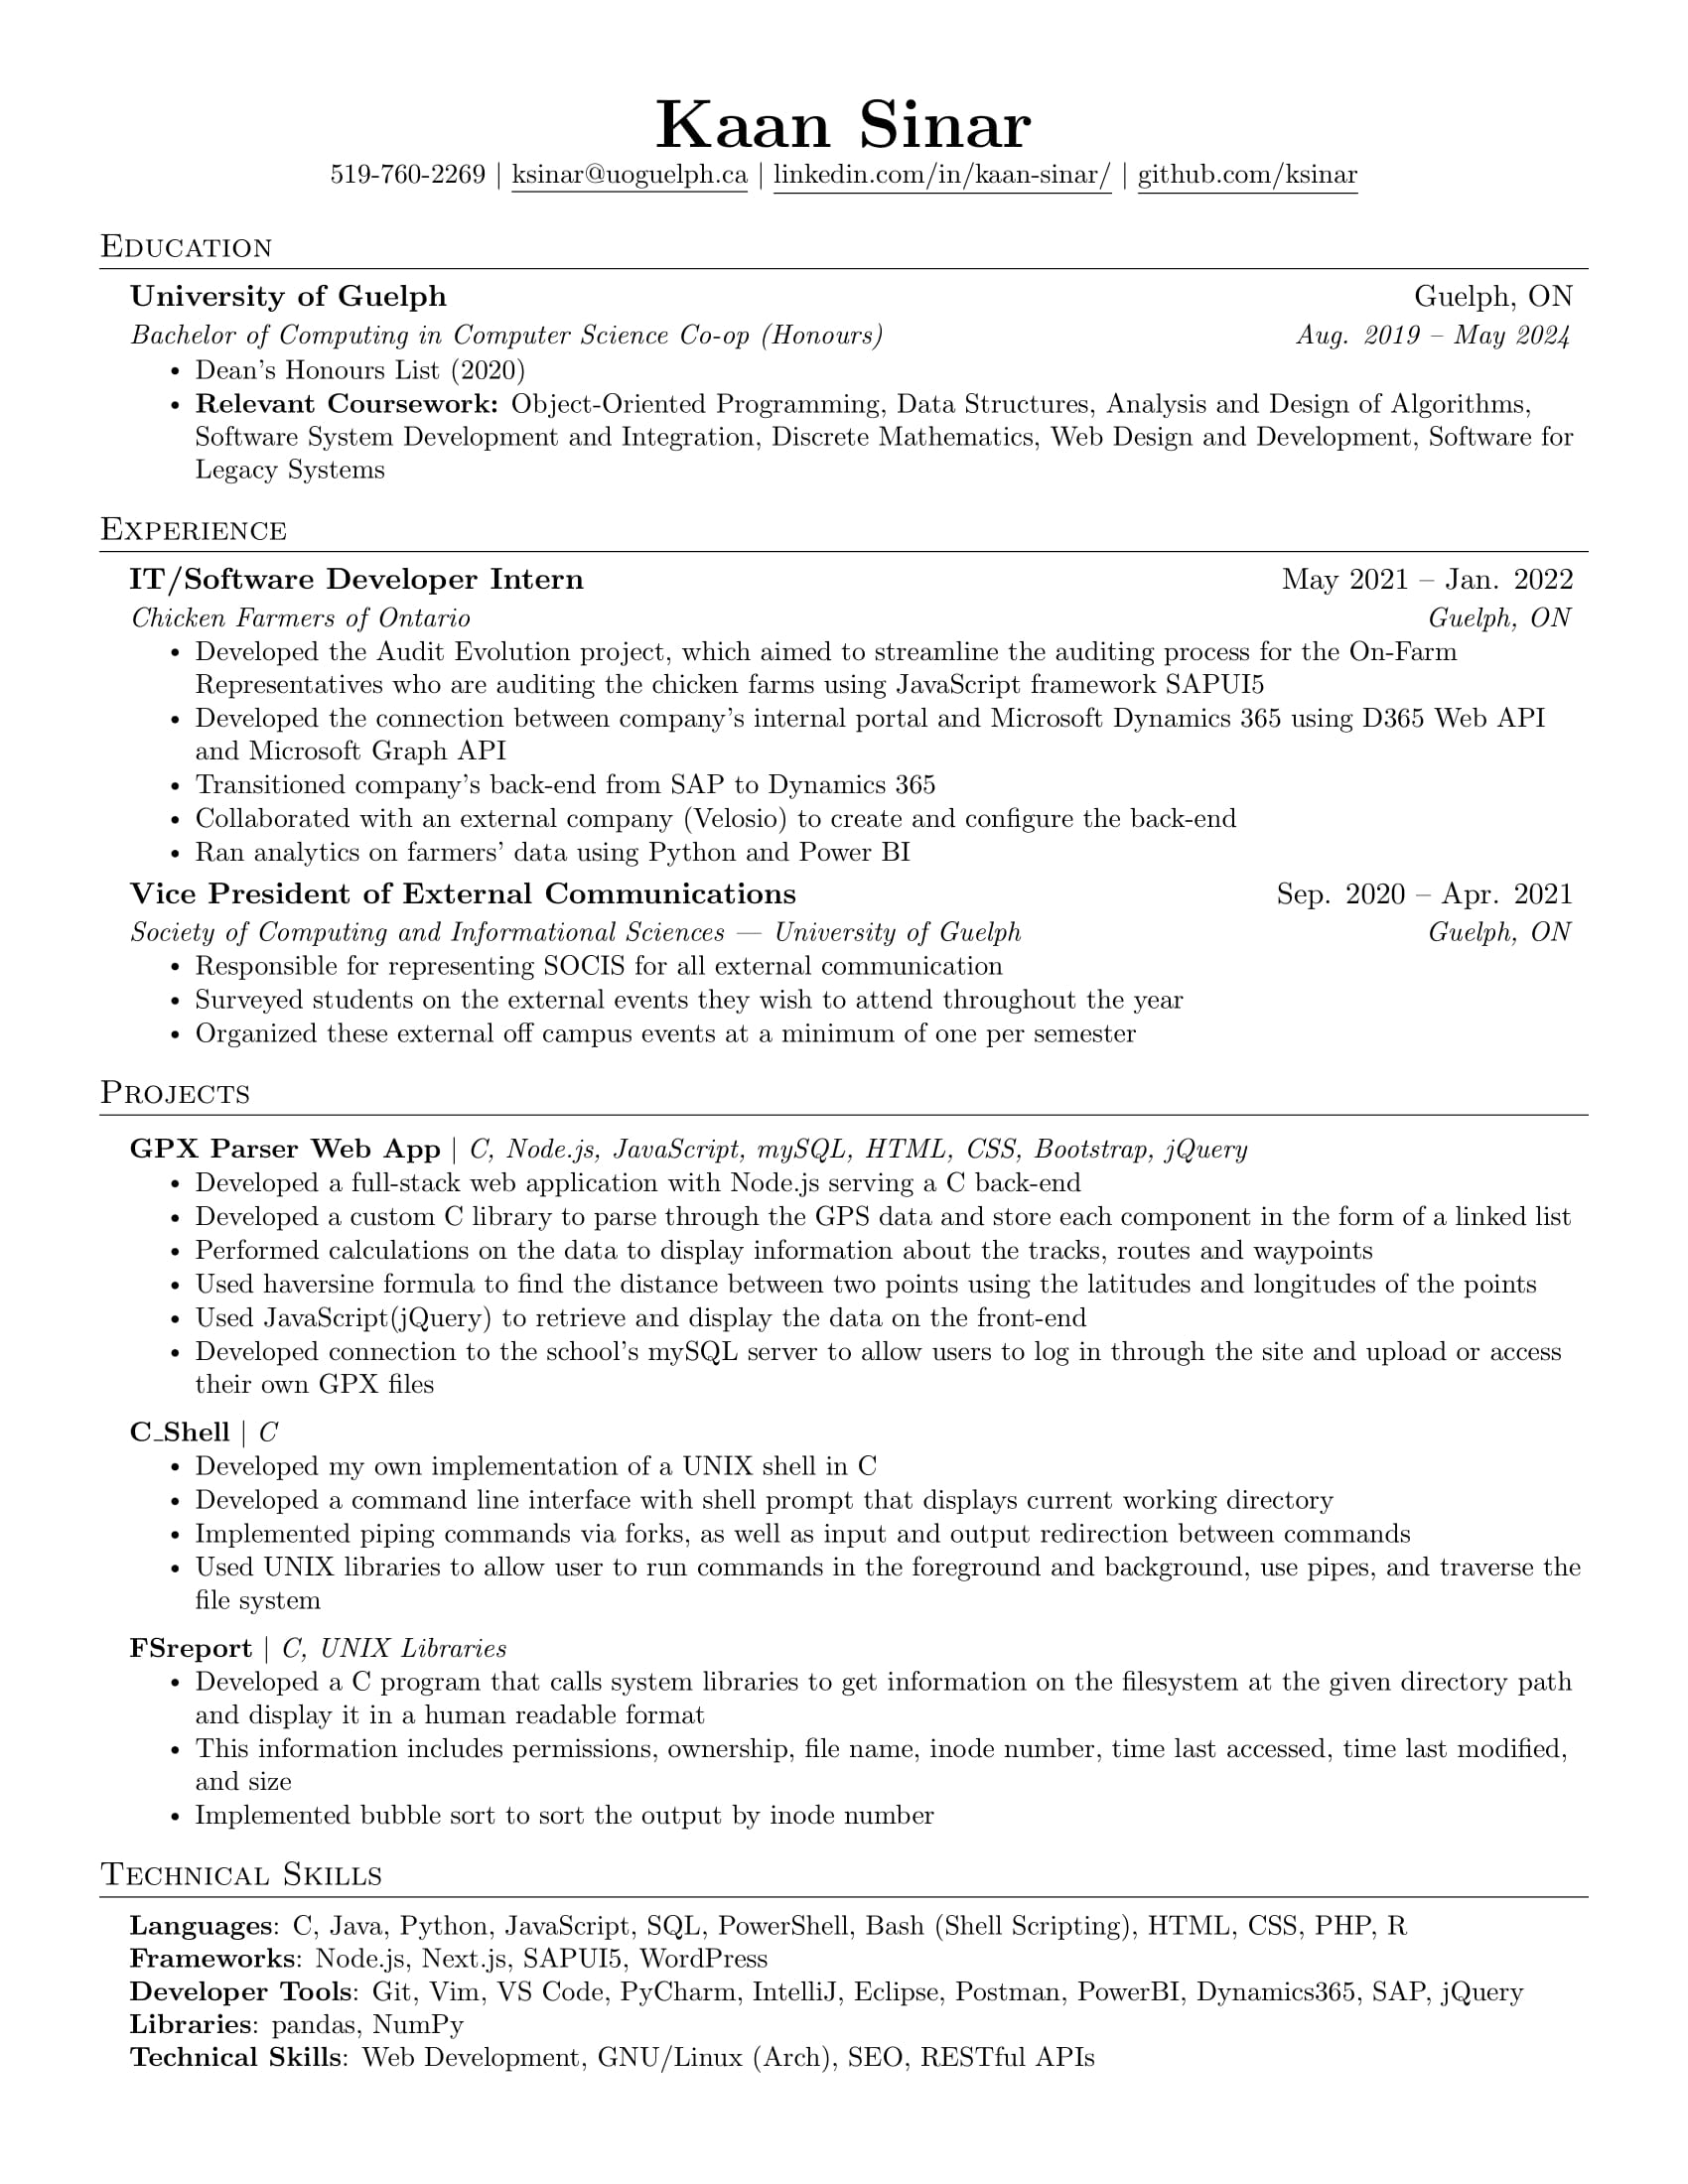 Kaan Sinar
519-760-2269 | ksinar@uoguelph.ca | linkedin.com/in/kaan-sinar/ | github.com/ksinar
Education
University of Guelph Guelph, ON
Bachelor of Computing in Computer Science Co-op (Honours) Aug. 2019 – May 2024
• Dean's Honours List (2020)
• Relevant Coursework: Object-Oriented Programming, Data Structures, Analysis and Design of Algorithms,
Software System Development and Integration, Discrete Mathematics, Web Design and Development, Software for
Legacy Systems
Experience
IT/Software Developer Intern May 2021 – Jan. 2022
Chicken Farmers of Ontario Guelph, ON
• Developed the Audit Evolution project, which aimed to streamline the auditing process for the On-Farm
Representatives who are auditing the chicken farms using JavaScript framework SAPUI5
• Developed the connection between company's internal portal and Microsoft Dynamics 365 using D365 Web API
and Microsoft Graph API
• Transitioned company's back-end from SAP to Dynamics 365
• Collaborated with an external company (Velosio) to create and configure the back-end
• Ran analytics on farmers' data using Python and Power BI
Vice President of External Communications Sep. 2020 – Apr. 2021
Society of Computing and Informational Sciences — University of Guelph Guelph, ON
• Responsible for representing SOCIS for all external communication
• Surveyed students on the external events they wish to attend throughout the year
• Organized these external off campus events at a minimum of one per semester
Projects
GPX Parser Web App | C, Node.js, JavaScript, mySQL, HTML, CSS, Bootstrap, jQuery
• Developed a full-stack web application with Node.js serving a C back-end
• Developed a custom C library to parse through the GPS data and store each component in the form of a linked list
• Performed calculations on the data to display information about the tracks, routes and waypoints
• Used haversine formula to find the distance between two points using the latitudes and longitudes of the points
• Used JavaScript(jQuery) to retrieve and display the data on the front-end
• Developed connection to the school's mySQL server to allow users to log in through the site and upload or access
their own GPX files
C_Shell | C
• Developed my own implementation of a UNIX shell in C
• Developed a command line interface with shell prompt that displays current working directory
• Implemented piping commands via forks, as well as input and output redirection between commands
• Used UNIX libraries to allow user to run commands in the foreground and background, use pipes, and traverse the
file system
FSreport | C, UNIX Libraries
• Developed a C program that calls system libraries to get information on the filesystem at the given directory path
and display it in a human readable format
• This information includes permissions, ownership, file name, inode number, time last accessed, time last modified,
and size
• Implemented bubble sort to sort the output by inode number
Technical Skills
Languages: C, Java, Python, JavaScript, SQL, PowerShell, Bash (Shell Scripting), HTML, CSS, PHP, R
Frameworks: Node.js, Next.js, SAPUI5, WordPress
Developer Tools: Git, Vim, VS Code, PyCharm, IntelliJ, Eclipse, Postman, PowerBI, Dynamics365, SAP, jQuery
Libraries: pandas, NumPy
Technical Skills: Web Development, GNU/Linux (Arch), SEO, RESTful APIs